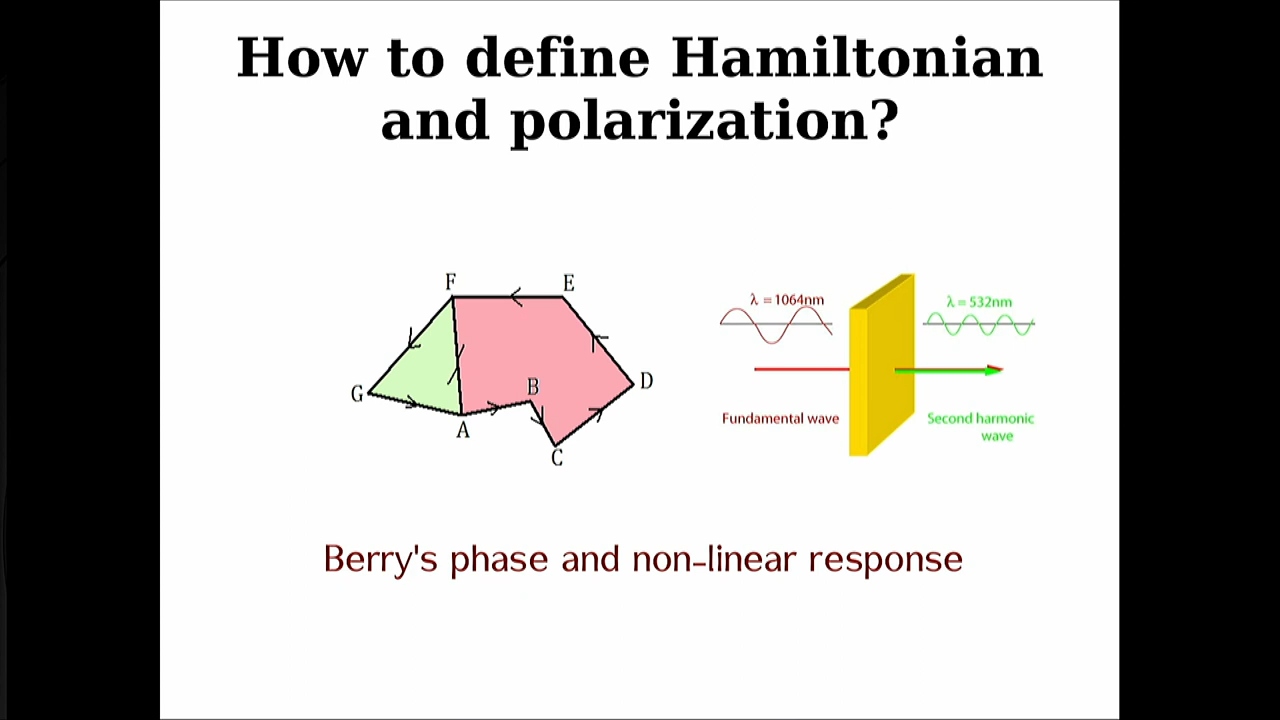 How to define Hamiltonian
and polarization?
F
E
G
B
D
A
C
λ = 1064nm
λ = 532nm
Fundamental wave
Second harmonic
wave
Berry's phase and non-linear response